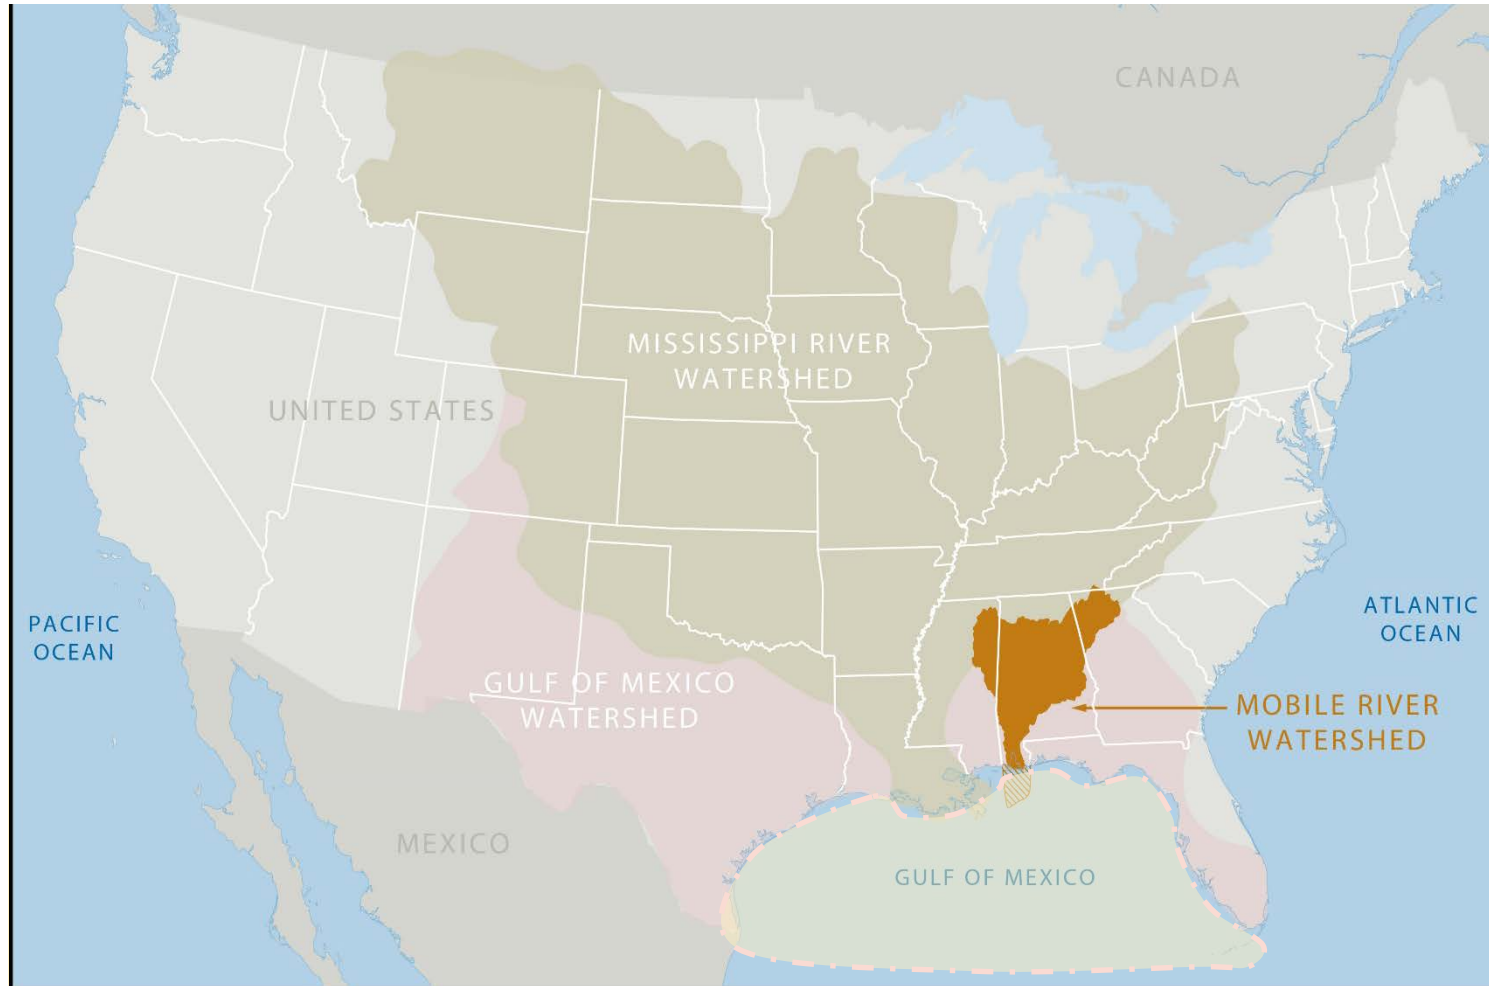 CANADA
MISSISSIPPI RIVER
WATERSHED
UNITED STATES
PACIFIC
OCEAN
ATLANTIC
OCEAN
GULF OF MEXICO
WATERSHED
MOBILE RIVER
WATERSHED
MEXICO
GULF OF MEXICO